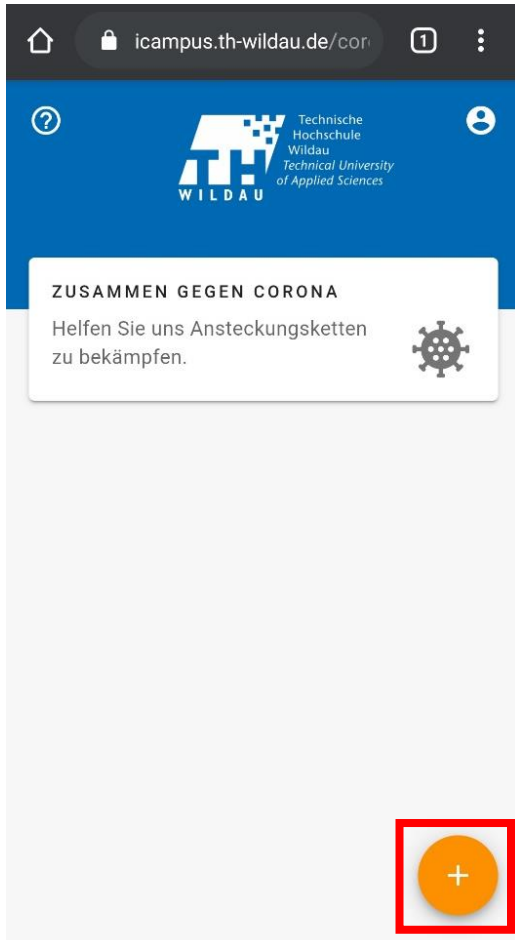 icampus.th-wildau.de/cor
1
Technische
Hochschule
Wildau
Technical University
of Applied Sciences
TH
WILDAU
ZUSAMMEN GEGEN CORONA
Helfen Sie uns Ansteckungsketten
zu bekämpfen.